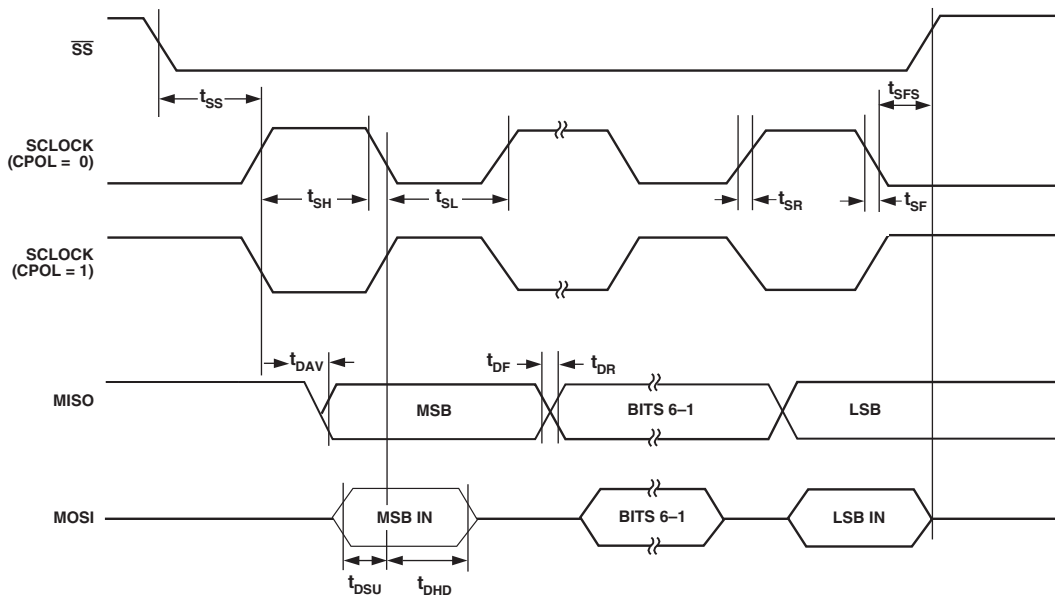 SS
tSS
tSFS
SCLOCK
(CPOL = 0)
tSH
tSL
tSR
tSF
SCLOCK
(CPOL = 1)
tDAV
tDF
tDR
MISO
MSB
BITS 6–1
LSB
MOSI
MSB IN
BITS 6–1
LSB IN
tDSU
tDHD